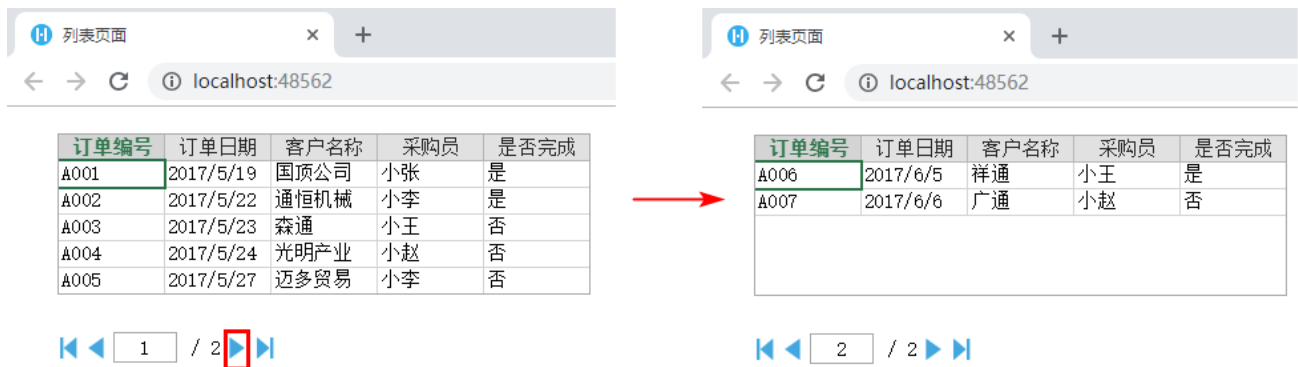 列表页面
localhost:48562
订单编号 订单日期 客户名称 采购员 是否完成
A001 2017/5/19 国顶公司 小张 是
A002 2017/5/22 通恒机械 小李 是
A003 2017/5/23 森通 小王 否
A004 2017/5/24 光明产业 小赵 否
A005 2017/5/27 迈多贸易 小李 否
1 / 2
列表页面
localhost:48562
订单编号 订单日期 客户名称 采购员 是否完成
A006 2017/6/5 祥通 小王 是
A007 2017/6/6 广通 小赵 否
2 / 2